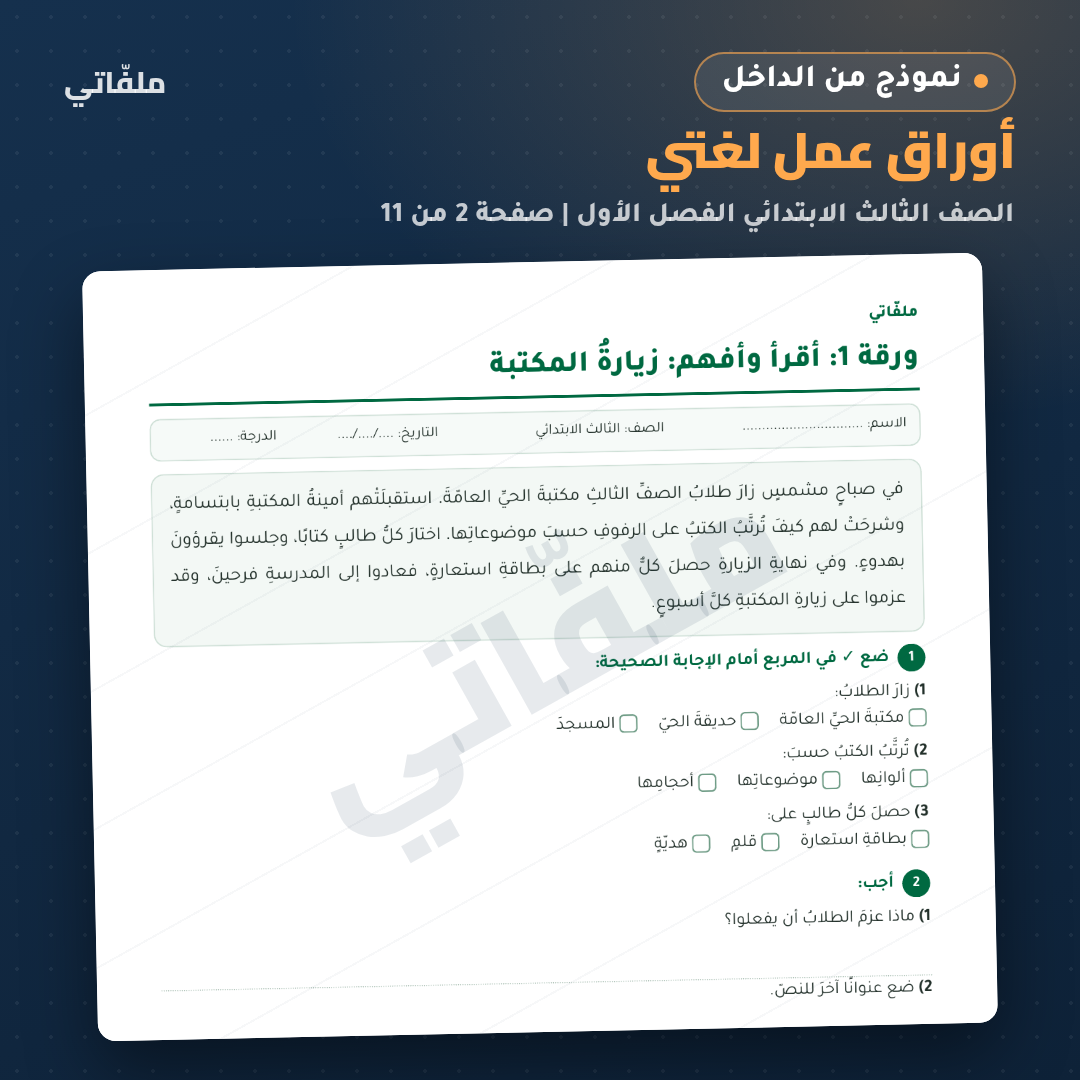 نموذج من الداخل
ملفّاتي
أوراق عمل لغتي
الصف الثالث الابتدائي الفصل الأول | صفحة 2 من 11
ملفّاتي
ورقة 1: أقرأ وأفهم: زيارةُ المكتبة
الاسم: ............................... الصف: الثالث الابتدائي التاريخ: ..../..../.... الدرجة: ......
في صباحٍ مشمسٍ زارَ طلابُ الصفِّ الثالثِ مكتبةَ الحيِّ العامّةَ. استقبلَتْهم أمينةُ المكتبةِ بابتسامةٍ،
وشرحَتْ لهم كيفَ تُرتَّبُ الكتبُ على الرفوفِ حسبَ موضوعاتِها. اختارَ كلُّ طالبٍ كتابًا، وجلسوا يقرؤونَ
بهدوءٍ. وفي نهايةِ الزيارةِ حصلَ كلٌّ منهم على بطاقةِ استعارةٍ، فعادوا إلى المدرسةِ فرحينَ، وقد
عزموا على زيارةِ المكتبةِ كلَّ أسبوعٍ.
ملفّاتي
1 ضع ✓ في المربع أمام الإجابة الصحيحة:
1) زارَ الطلابُ:
مكتبةَ الحيِّ العامّة حديقةَ الحيّ المسجدَ
2) تُرتَّبُ الكتبُ حسبَ:
ألوانِها موضوعاتِها أحجامِها
3) حصلَ كلُّ طالبٍ على:
بطاقةِ استعارة قلمٍ هديّةٍ
2 أجب:
1) ماذا عزمَ الطلابُ أن يفعلوا؟
2) ضع عنوانًا آخرَ للنصّ.